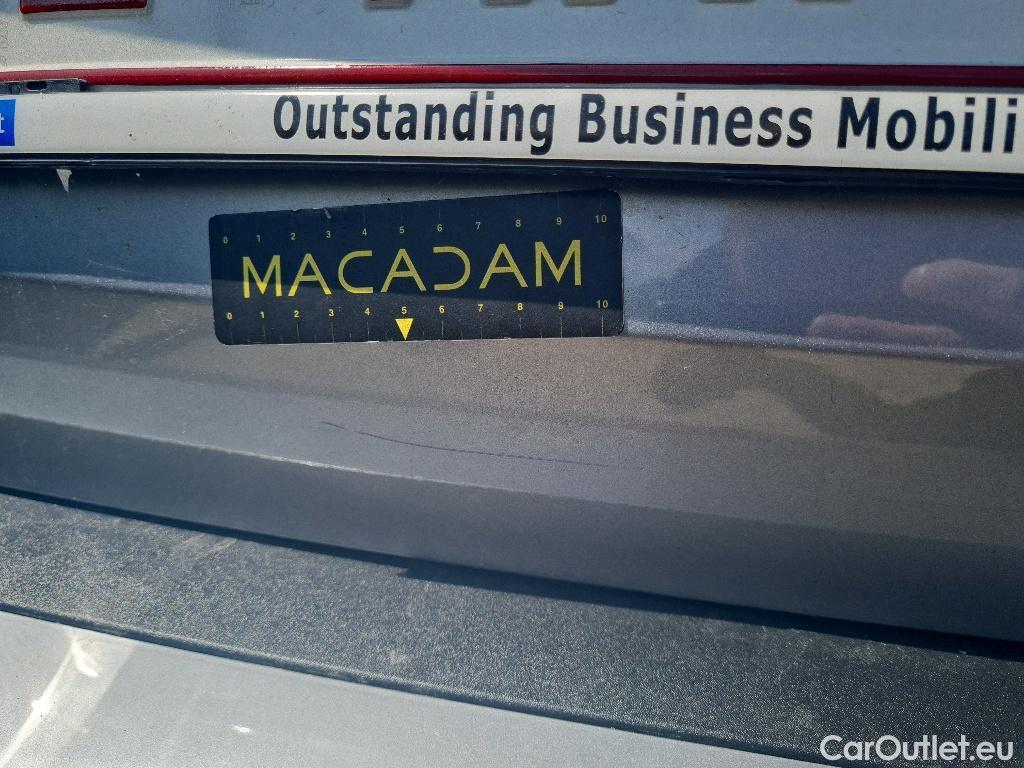 t
Outstanding Business Mobili
0 1 2 3 4 5 6 7 8 9 10
MACADAM
0 1 2 3 4 5 6 7 8 9 10
CarOutlet.eu